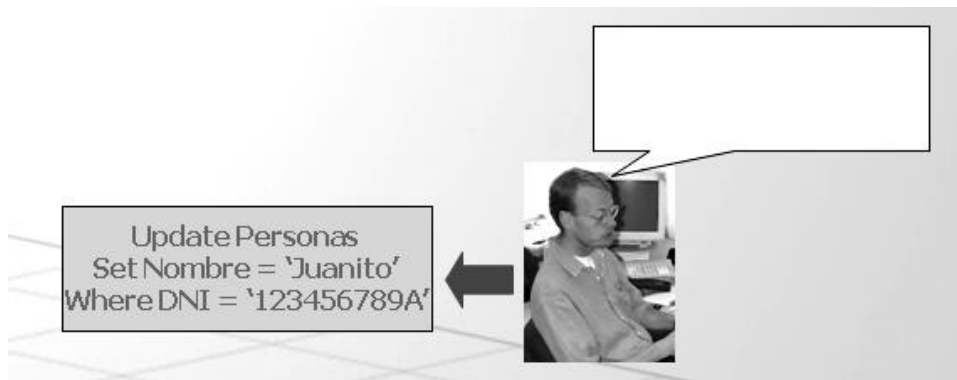 Update Personas
Set Nombre = ‘Juanito’
Where DNI = ‘123456789A’